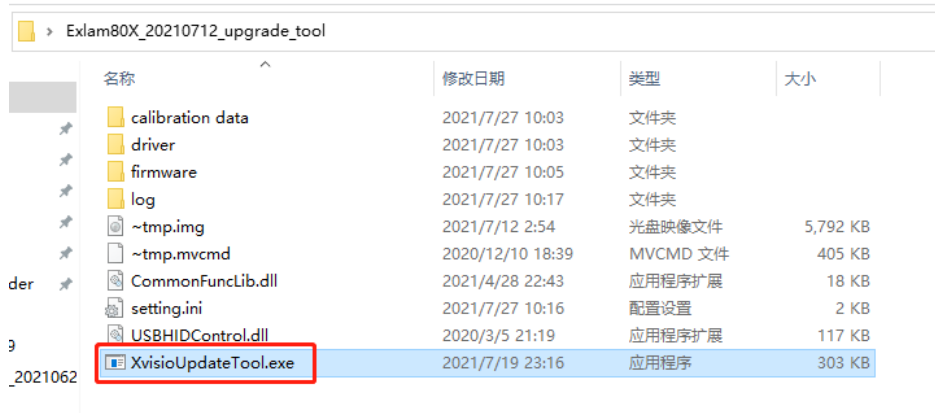 Exlam80X_20210712_upgrade_tool
名称 修改日期 类型 大小
calibration data 2021/7/27 10:03 文件夹
driver 2021/7/27 10:03 文件夹
firmware 2021/7/27 10:05 文件夹
log 2021/7/27 10:17 文件夹
~tmp.img 2021/7/12 2:54 光盘映像文件 5,792 KB
~tmp.mvcmd 2020/12/10 18:39 MVCMD 文件 405 KB
der CommonFuncLib.dll 2021/4/28 22:43 应用程序扩展 18 KB
setting.ini 2021/7/27 10:16 配置设置 2 KB
9 USBHIDControl.dll 2020/3/5 21:19 应用程序扩展 117 KB
XvisioUpdateTool.exe 2021/7/19 23:16 应用程序 303 KB
_2021062